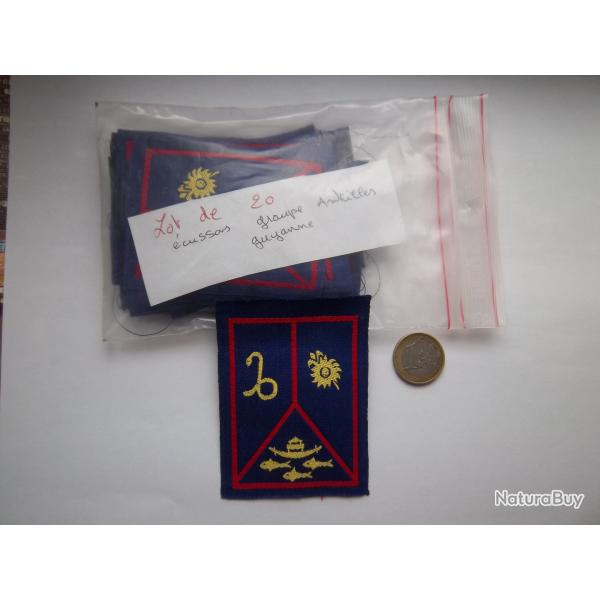 Lot de 20
écussons groupe Antilles
guyanne
NaturaBuy